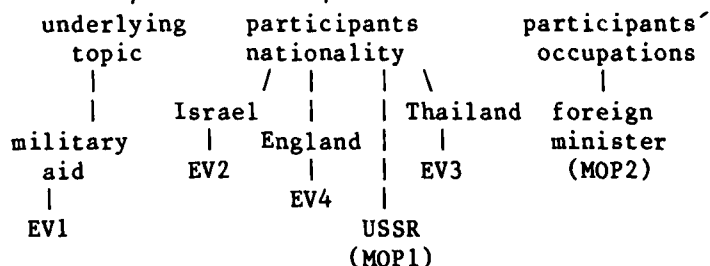 underlying participants participants´
topic nationality occupations
Israel Thailand foreign
military England minister
aid EV2 EV3 (MOP2)
EV4
EV1 USSR
(MOP1)